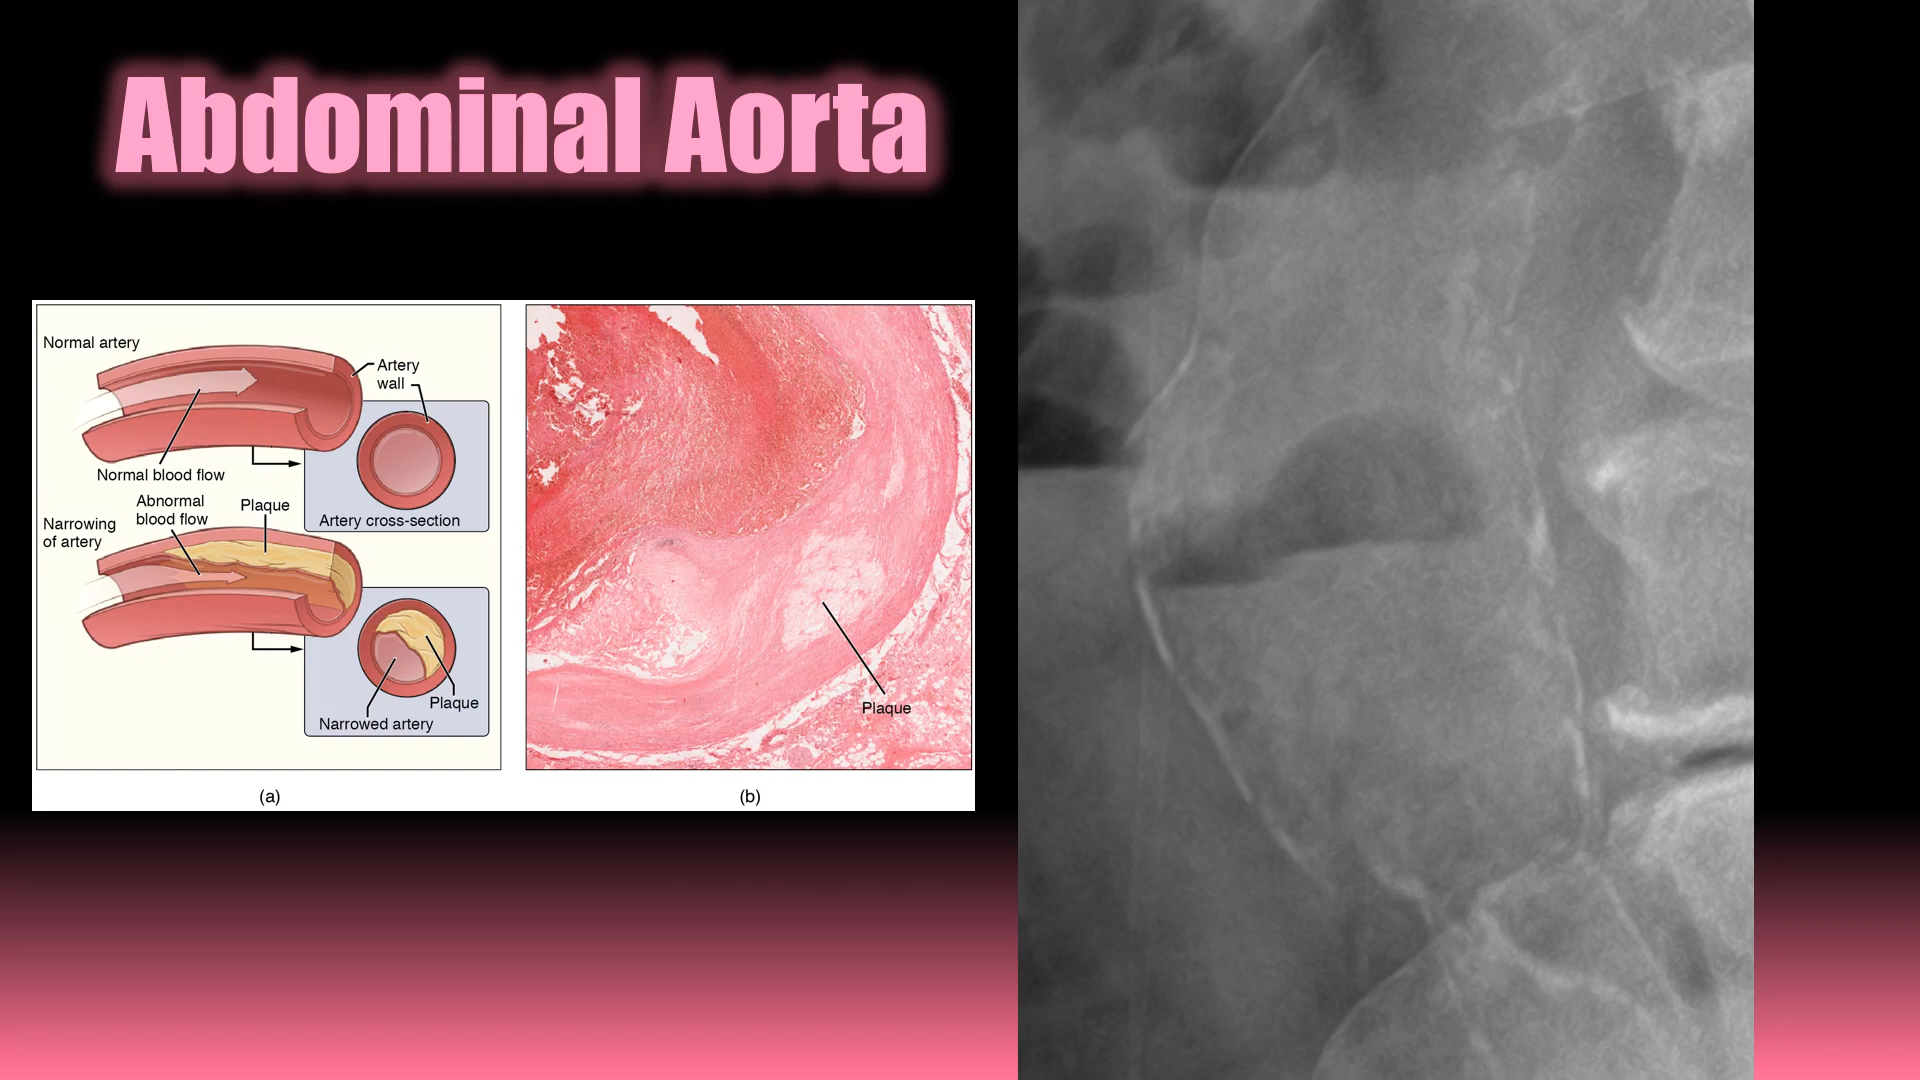 Abdominal Aorta
Normal artery
Artery
wall
Normal blood flow
Artery cross-section
Abnormal
blood flow
Plaque
Narrowing
of artery
Plaque
Narrowed artery
(a)
Plaque
(b)